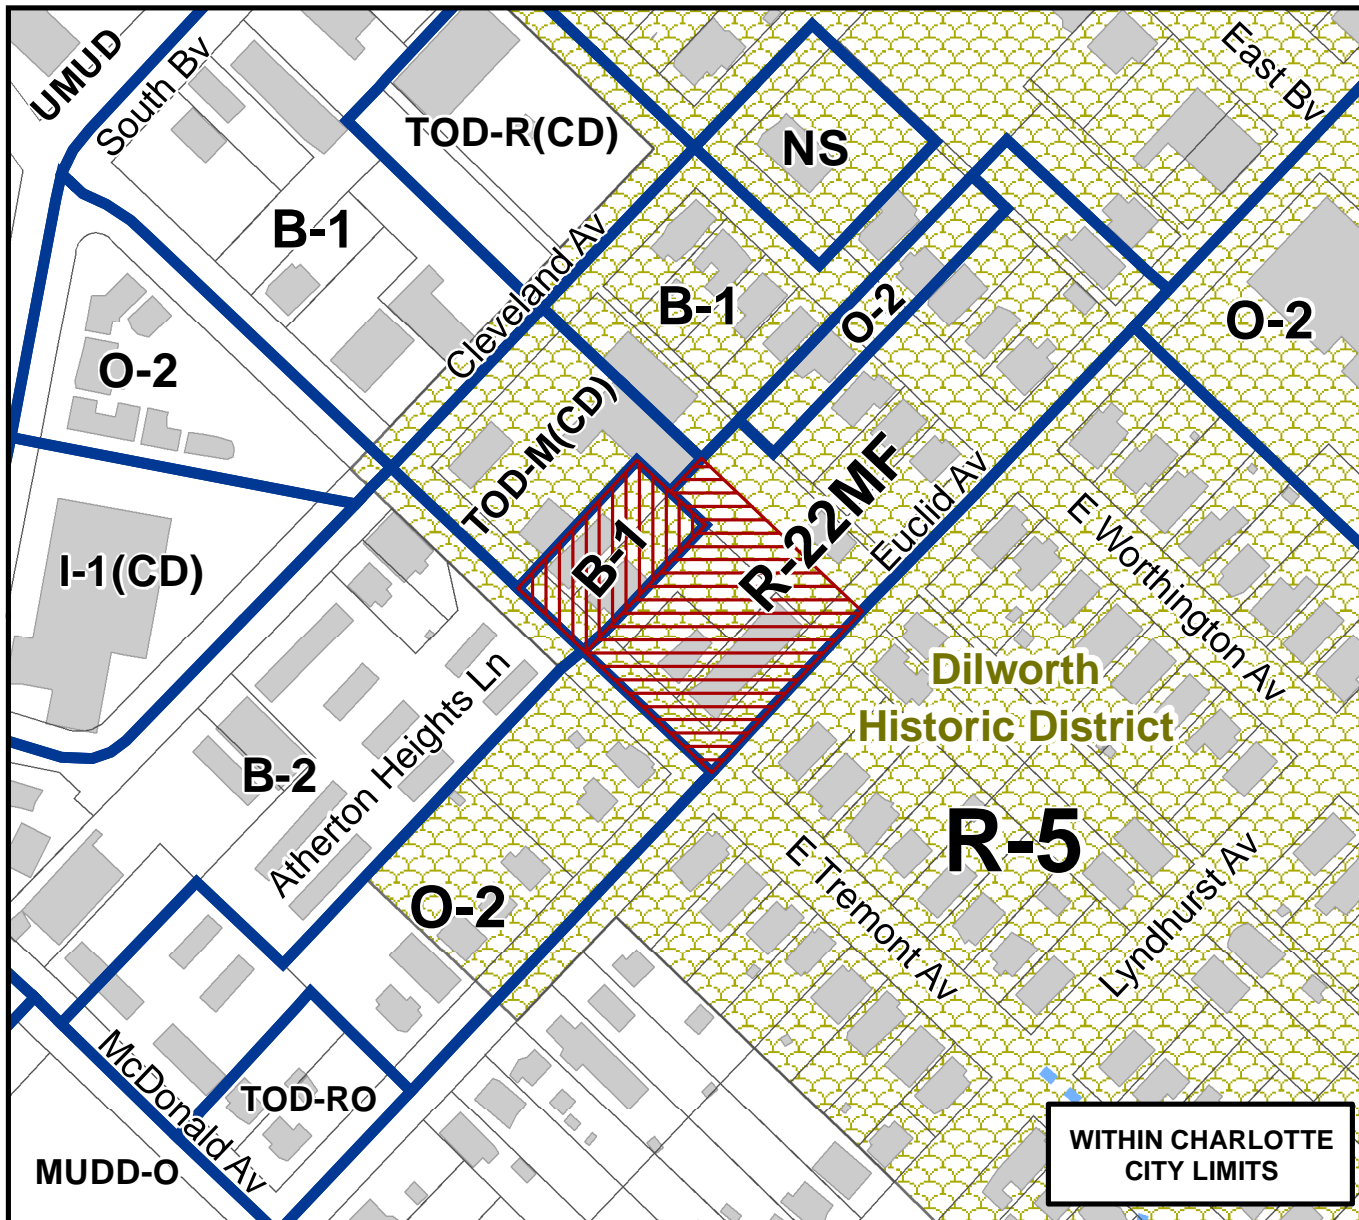 UMUD
South Bv
East Bv
TOD-R(CD)
NS
B-1
Cleveland Av
B-1
O-2
O-2
O-2
TOD-M(CD)
R-22MF
Euclid Av
E Worthington Av
B-1
I-1(CD)
Dilworth
Historic District
Atherton Heights Ln
B-2
R-5
E Tremont Av
Lyndhurst Av
O-2
McDonald Av
TOD-RO
MUDD-O
WITHIN CHARLOTTE
CITY LIMITS